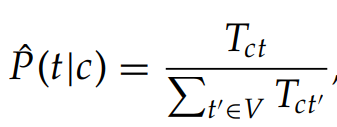 P̂(t|c) = T_ct / ∑_{t′∈V} T_ct′,